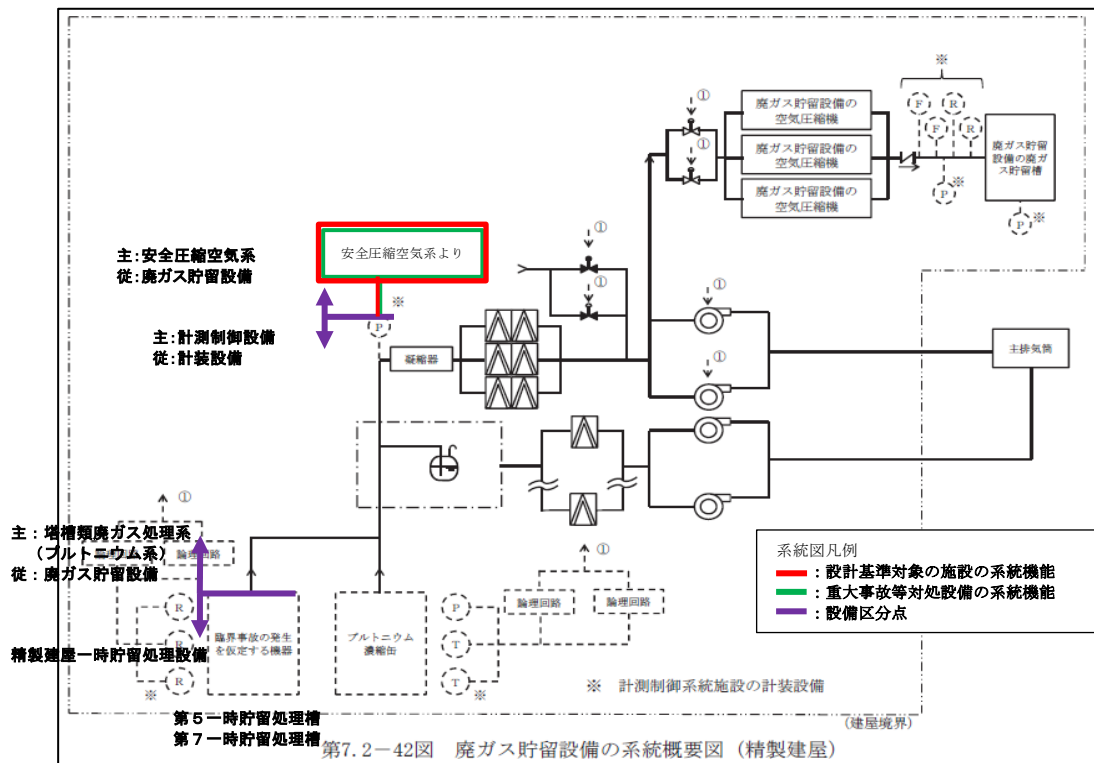 ※
①
F
R
F
R
廃ガス貯留設備の
空気圧縮機
①
廃ガス貯留設備の
空気圧縮機
廃ガス貯留設備の
空気圧縮機
廃ガス貯留
設備の廃ガ
ス貯留槽
P
※
P
※
主:安全圧縮空気系
従:廃ガス貯留設備
安全圧縮空気系より
①
①
※
P
主:計測制御設備
従:計装設備
凝縮器
①
①
主排気筒
①
主：塔槽類廃ガス処理系
（プルトニウム系）
論理回路
従：廃ガス貯留設備
R
R
R
※
精製建屋一時貯留処理設備
臨界事故の発生
を仮定する機器
プルトニウム
濃縮缶
①
論理回路
論理回路
P
T
T
※
系統図凡例
：設計基準対象の施設の系統機能
：重大事故等対処設備の系統機能
：設備区分点
※ 計測制御系統施設の計装設備
第５一時貯留処理槽
第７一時貯留処理槽
(建屋境界)
第7.2－42図 廃ガス貯留設備の系統概要図（精製建屋）